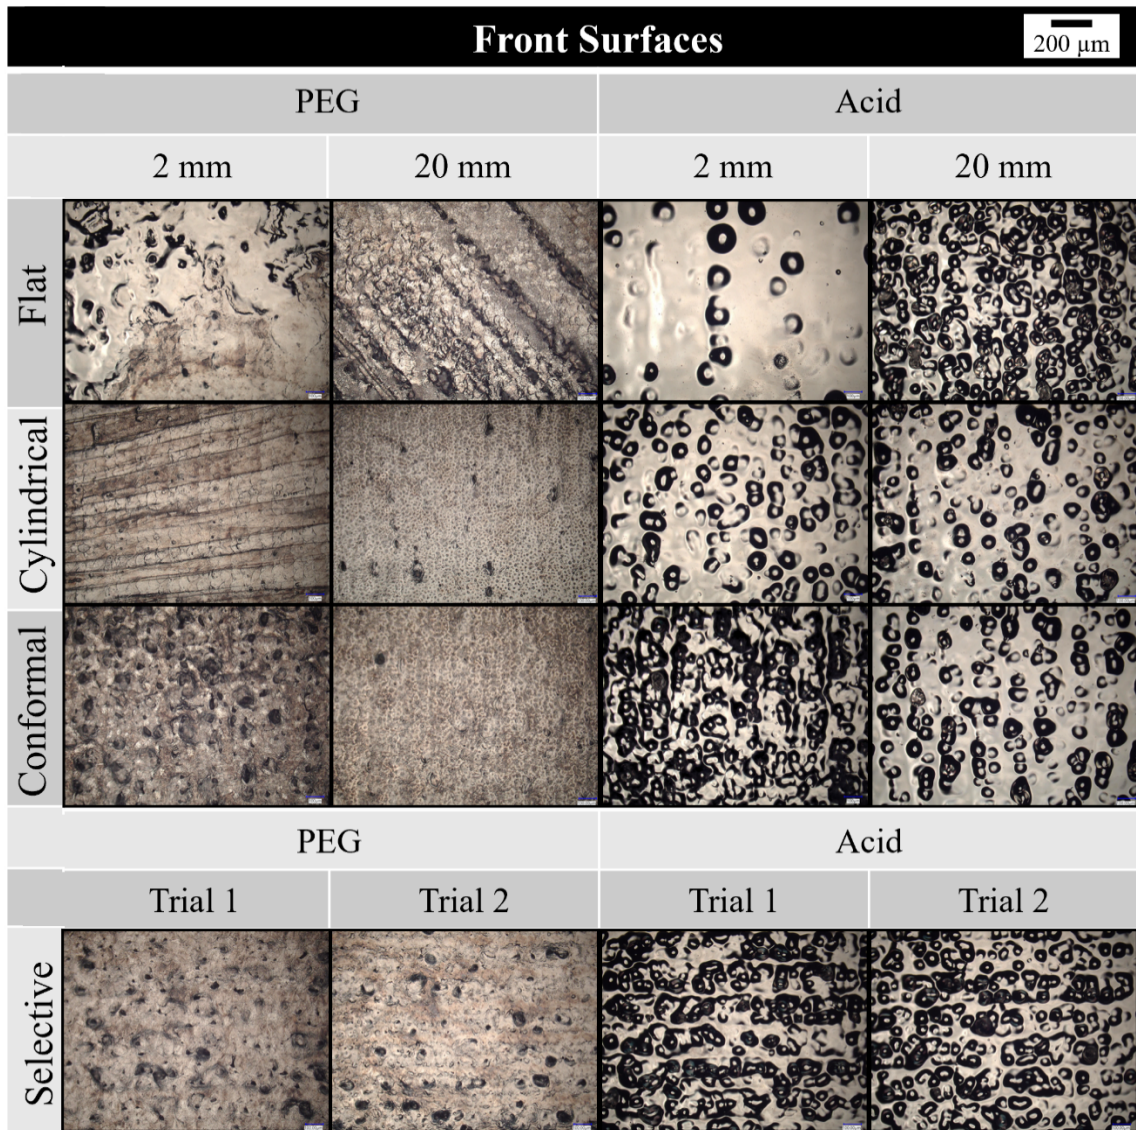 Front Surfaces
200 µm
PEG Acid
2 mm 20 mm 2 mm 20 mm
Flat
Cylindrical
Conformal
PEG Acid
Trial 1 Trial 2 Trial 1 Trial 2
Selective